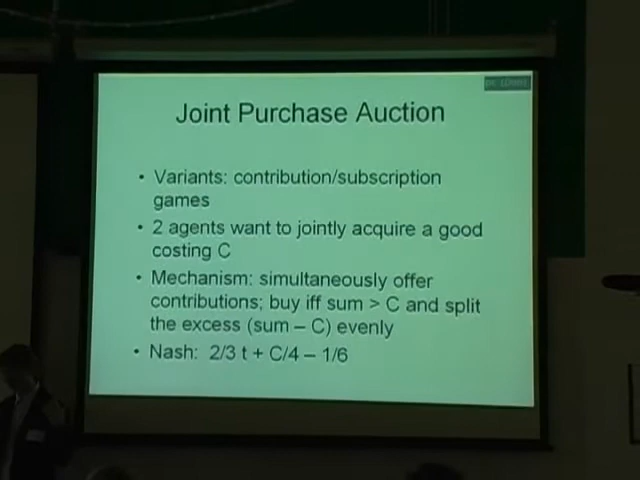 Joint Purchase Auction
• Variants: contribution/subscription
games
• 2 agents want to jointly acquire a good
costing C
• Mechanism: simultaneously offer
contributions; buy iff sum > C and split
the excess (sum – C) evenly
• Nash: 2/3 t + C/4 – 1/6